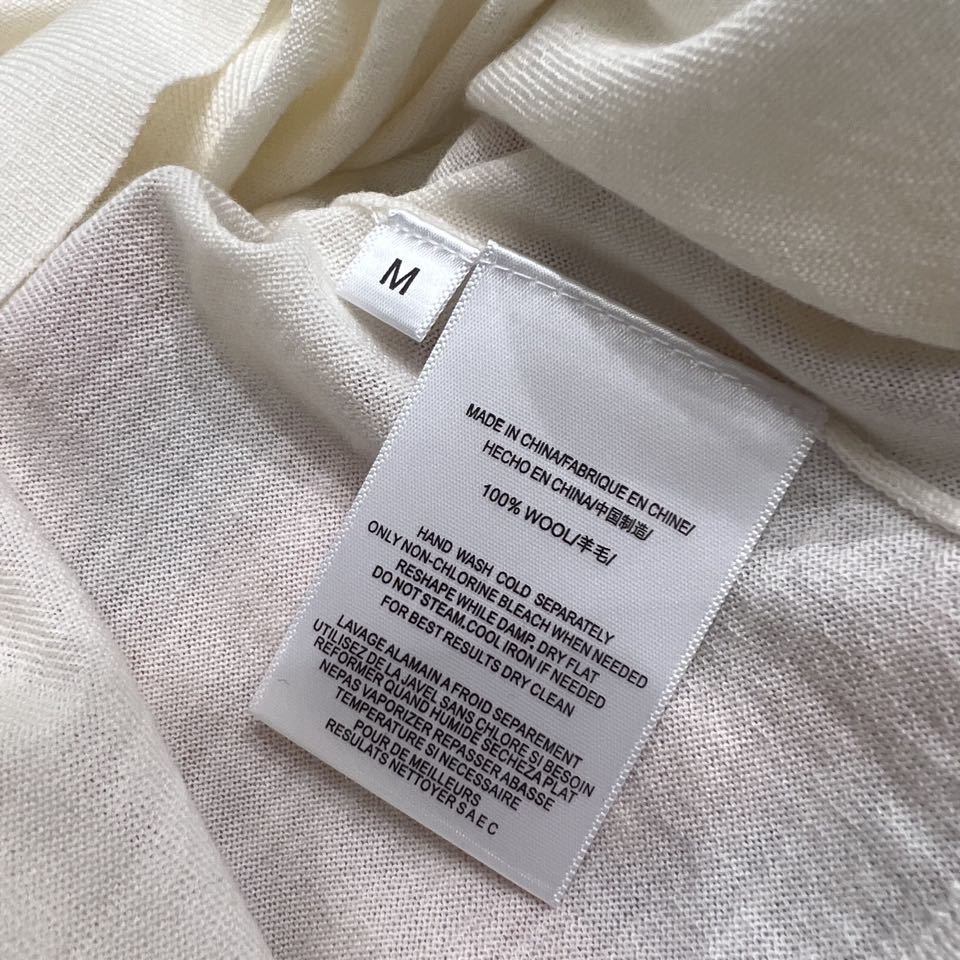 M
MADE IN CHINA/FABRIQUE EN CHINE/
HECHO EN CHINA/中国制造/
100% WOOL/羊毛/
HAND WASH COLD SEPARATELY
ONLY NON-CHLORINE BLEACH WHEN NEEDED
RESHAPE WHILE DAMP, DRY FLAT
DO NOT STEAM.COOL IRON IF NEEDED
FOR BEST RESULTS DRY CLEAN
LAVAGE ALAMAIN A FROID SEPAREMENT
UTILISEZ DE LA JAVEL SANS CHLORE SI BESOIN
REFORMER QUAND HUMIDE SECHEZA PLAT
NEPAS VAPORIZER REPASSER ABASSE
TEMPERATURE SI NECESSAIRE
POUR DE MEILLEURS
RESULATS NETTOYER S A E C